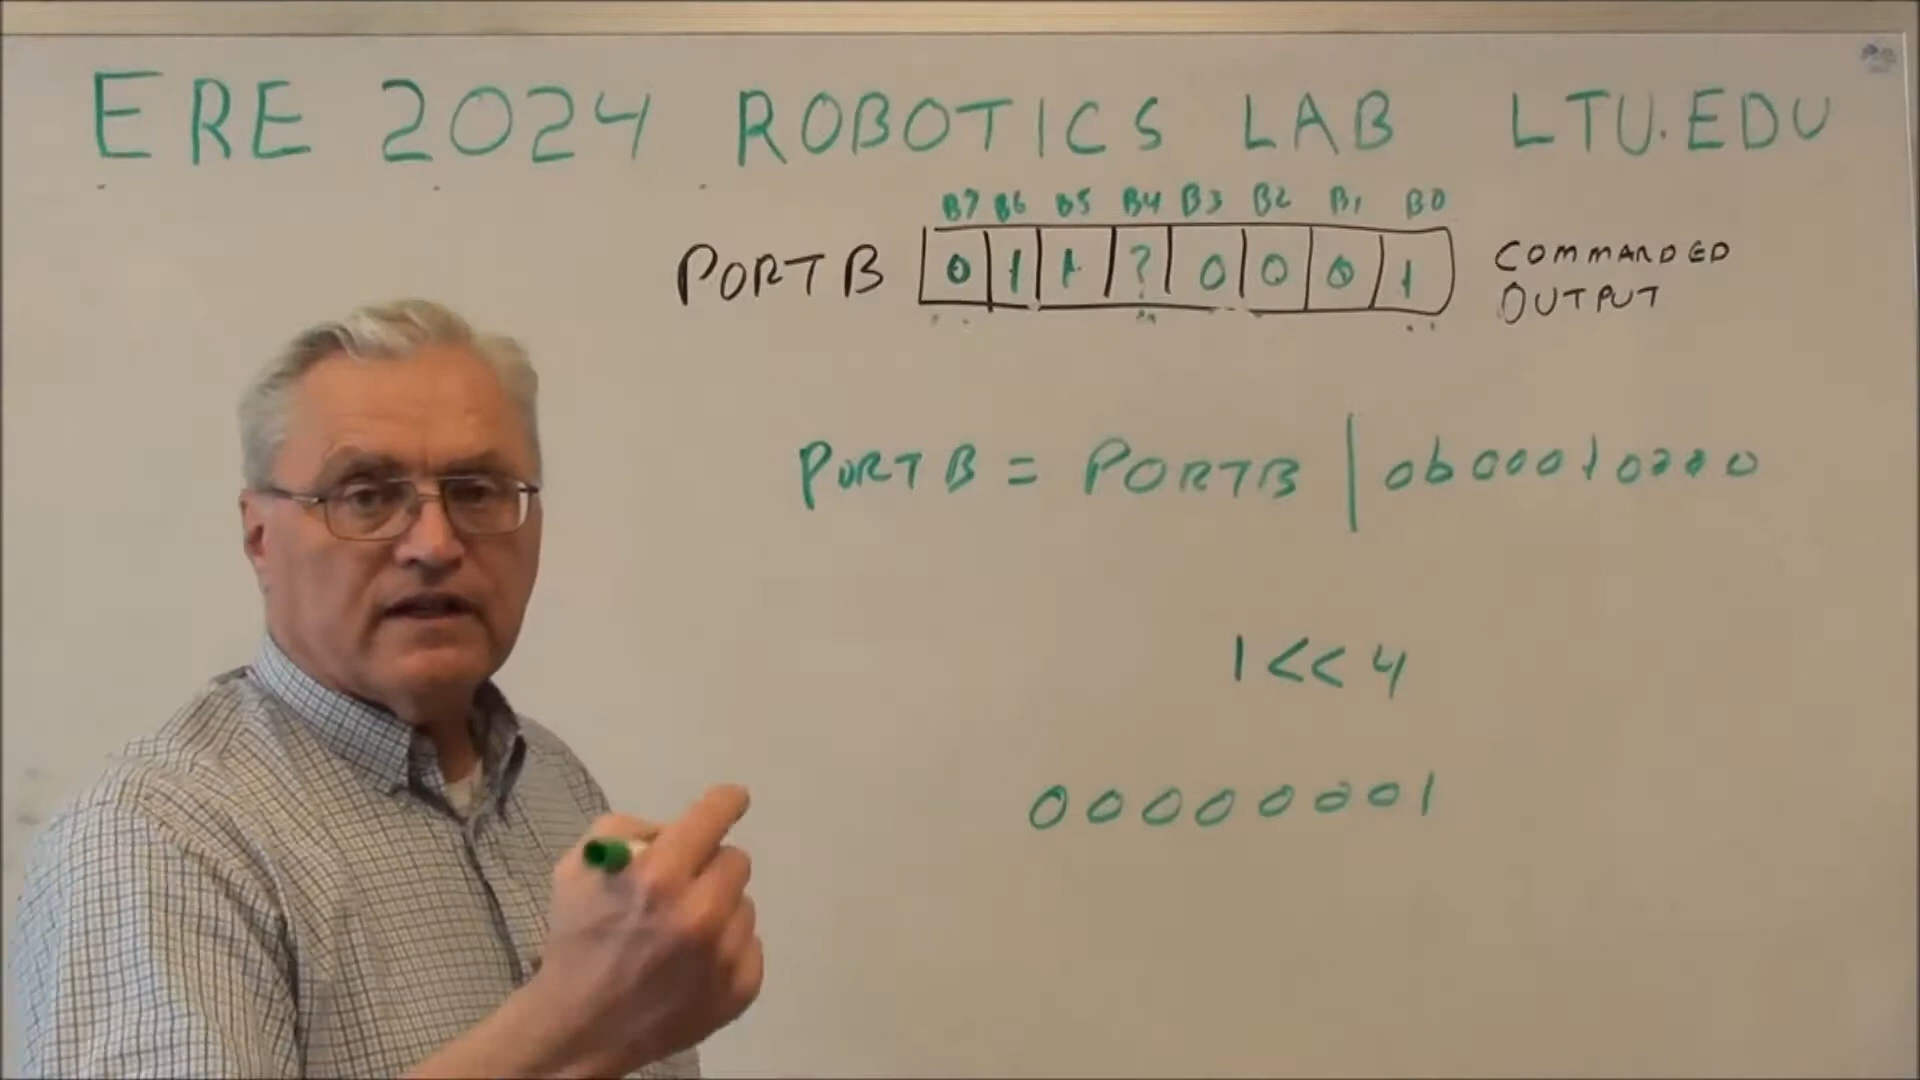 ERE 2024 ROBOTICS LAB LTU.EDU
B7 B6 B5 B4 B3 B2 B1 B0
PORTB 0 1 1 ? 0 0 0 1 COMMANDED
OUTPUT
PORTB = PORTB | 0b00010000
1<<4
00000001